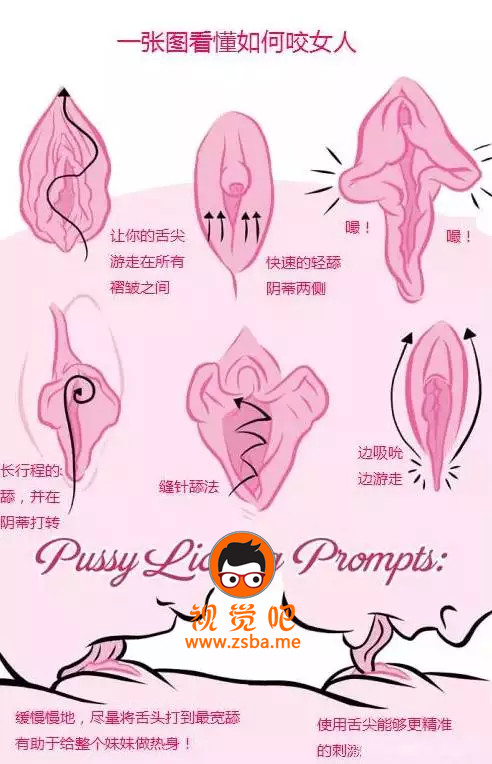 一张图看懂如何咬女人
让你的舌尖
游走在所有
褶皱之间
快速的轻舔
阴蒂两侧
嘬！
嘬！
长行程的
舔，并在
阴蒂打转
缝针舔法
边吸吮
边游走
Pussy Lic Prompts:
视觉吧
www.zsba.me
缓慢慢地，尽量将舌头打到最宽舔
有助于给整个妹妹做热身！
使用舌尖能够更精准
的刺激